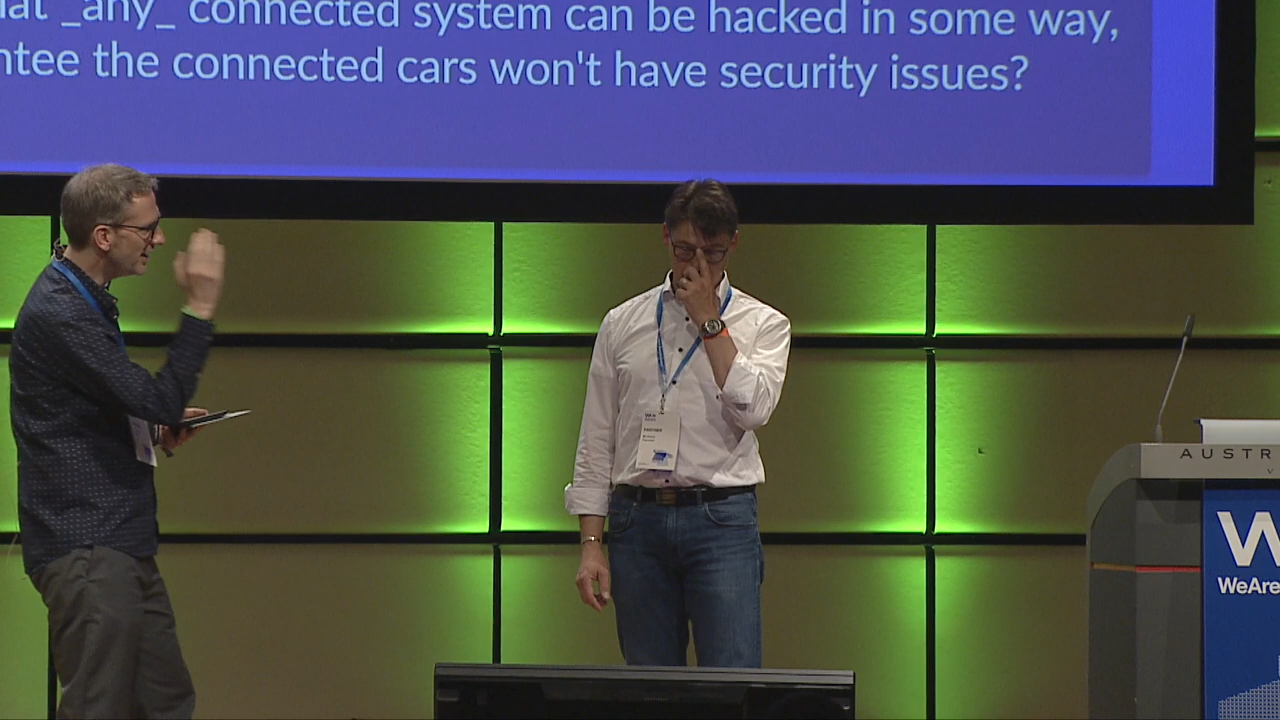 at _any_ connected system can be hacked in some way,
ntee the connected cars won't have security issues?
AUSTR
V
W
WeAre
PARTNER